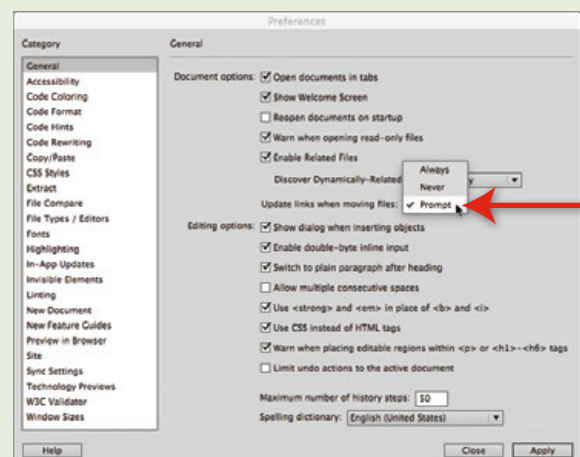 Preferences
Category
General
Accessibility
Code Coloring
Code Format
Code Hints
Code Rewriting
Copy/Paste
CSS Styles
Extract
File Compare
File Types / Editors
Fonts
Highlighting
In-App Updates
Invisible Elements
Linting
New Document
New Feature Guides
Preview in Browser
Site
Sync Settings
Technology Previews
W3C Validator
Window Sizes
General
Document options: Open documents in tabs
Show Welcome Screen
Reopen documents on startup
Warn when opening read-only files
Enable Related Files
Discover Dynamically-Related
Always
Never
Update links when moving files: ✓ Prompt
Editing options: Show dialog when inserting objects
Enable double-byte inline input
Switch to plain paragraph after heading
Allow multiple consecutive spaces
Use <strong> and <em> in place of <b> and <i>
Use CSS instead of HTML tags
Warn when placing editable regions within <p> or <h1>-<h6> tags
Limit undo actions to the active document
Maximum number of history steps: 50
Spelling dictionary: English (United States)
Help Close Apply